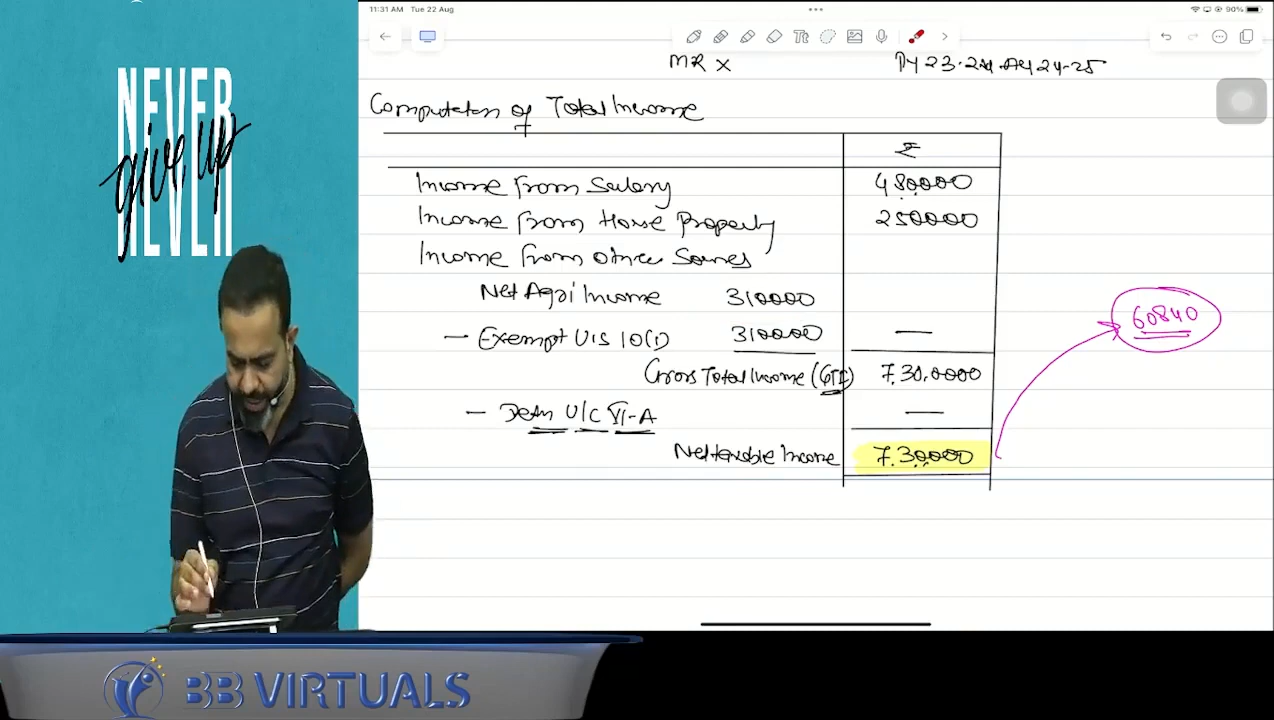 11:31 AM Tue 22 Aug
90%
MR X
PY 23-24. AY 24-25
Computation of Total Income
₹
Income from Salary 480000
Income from House Property 250000
Income from Other Sources
Net Agri Income 310000
— Exempt U/S 10(1) 310000 —
Gross Total Income (GTI) 7,30,0000
— Dedn U/C VI-A —
Net taxable Income 7,30,000
60840
NEVER
give up
NEVER
BB VIRTUALS